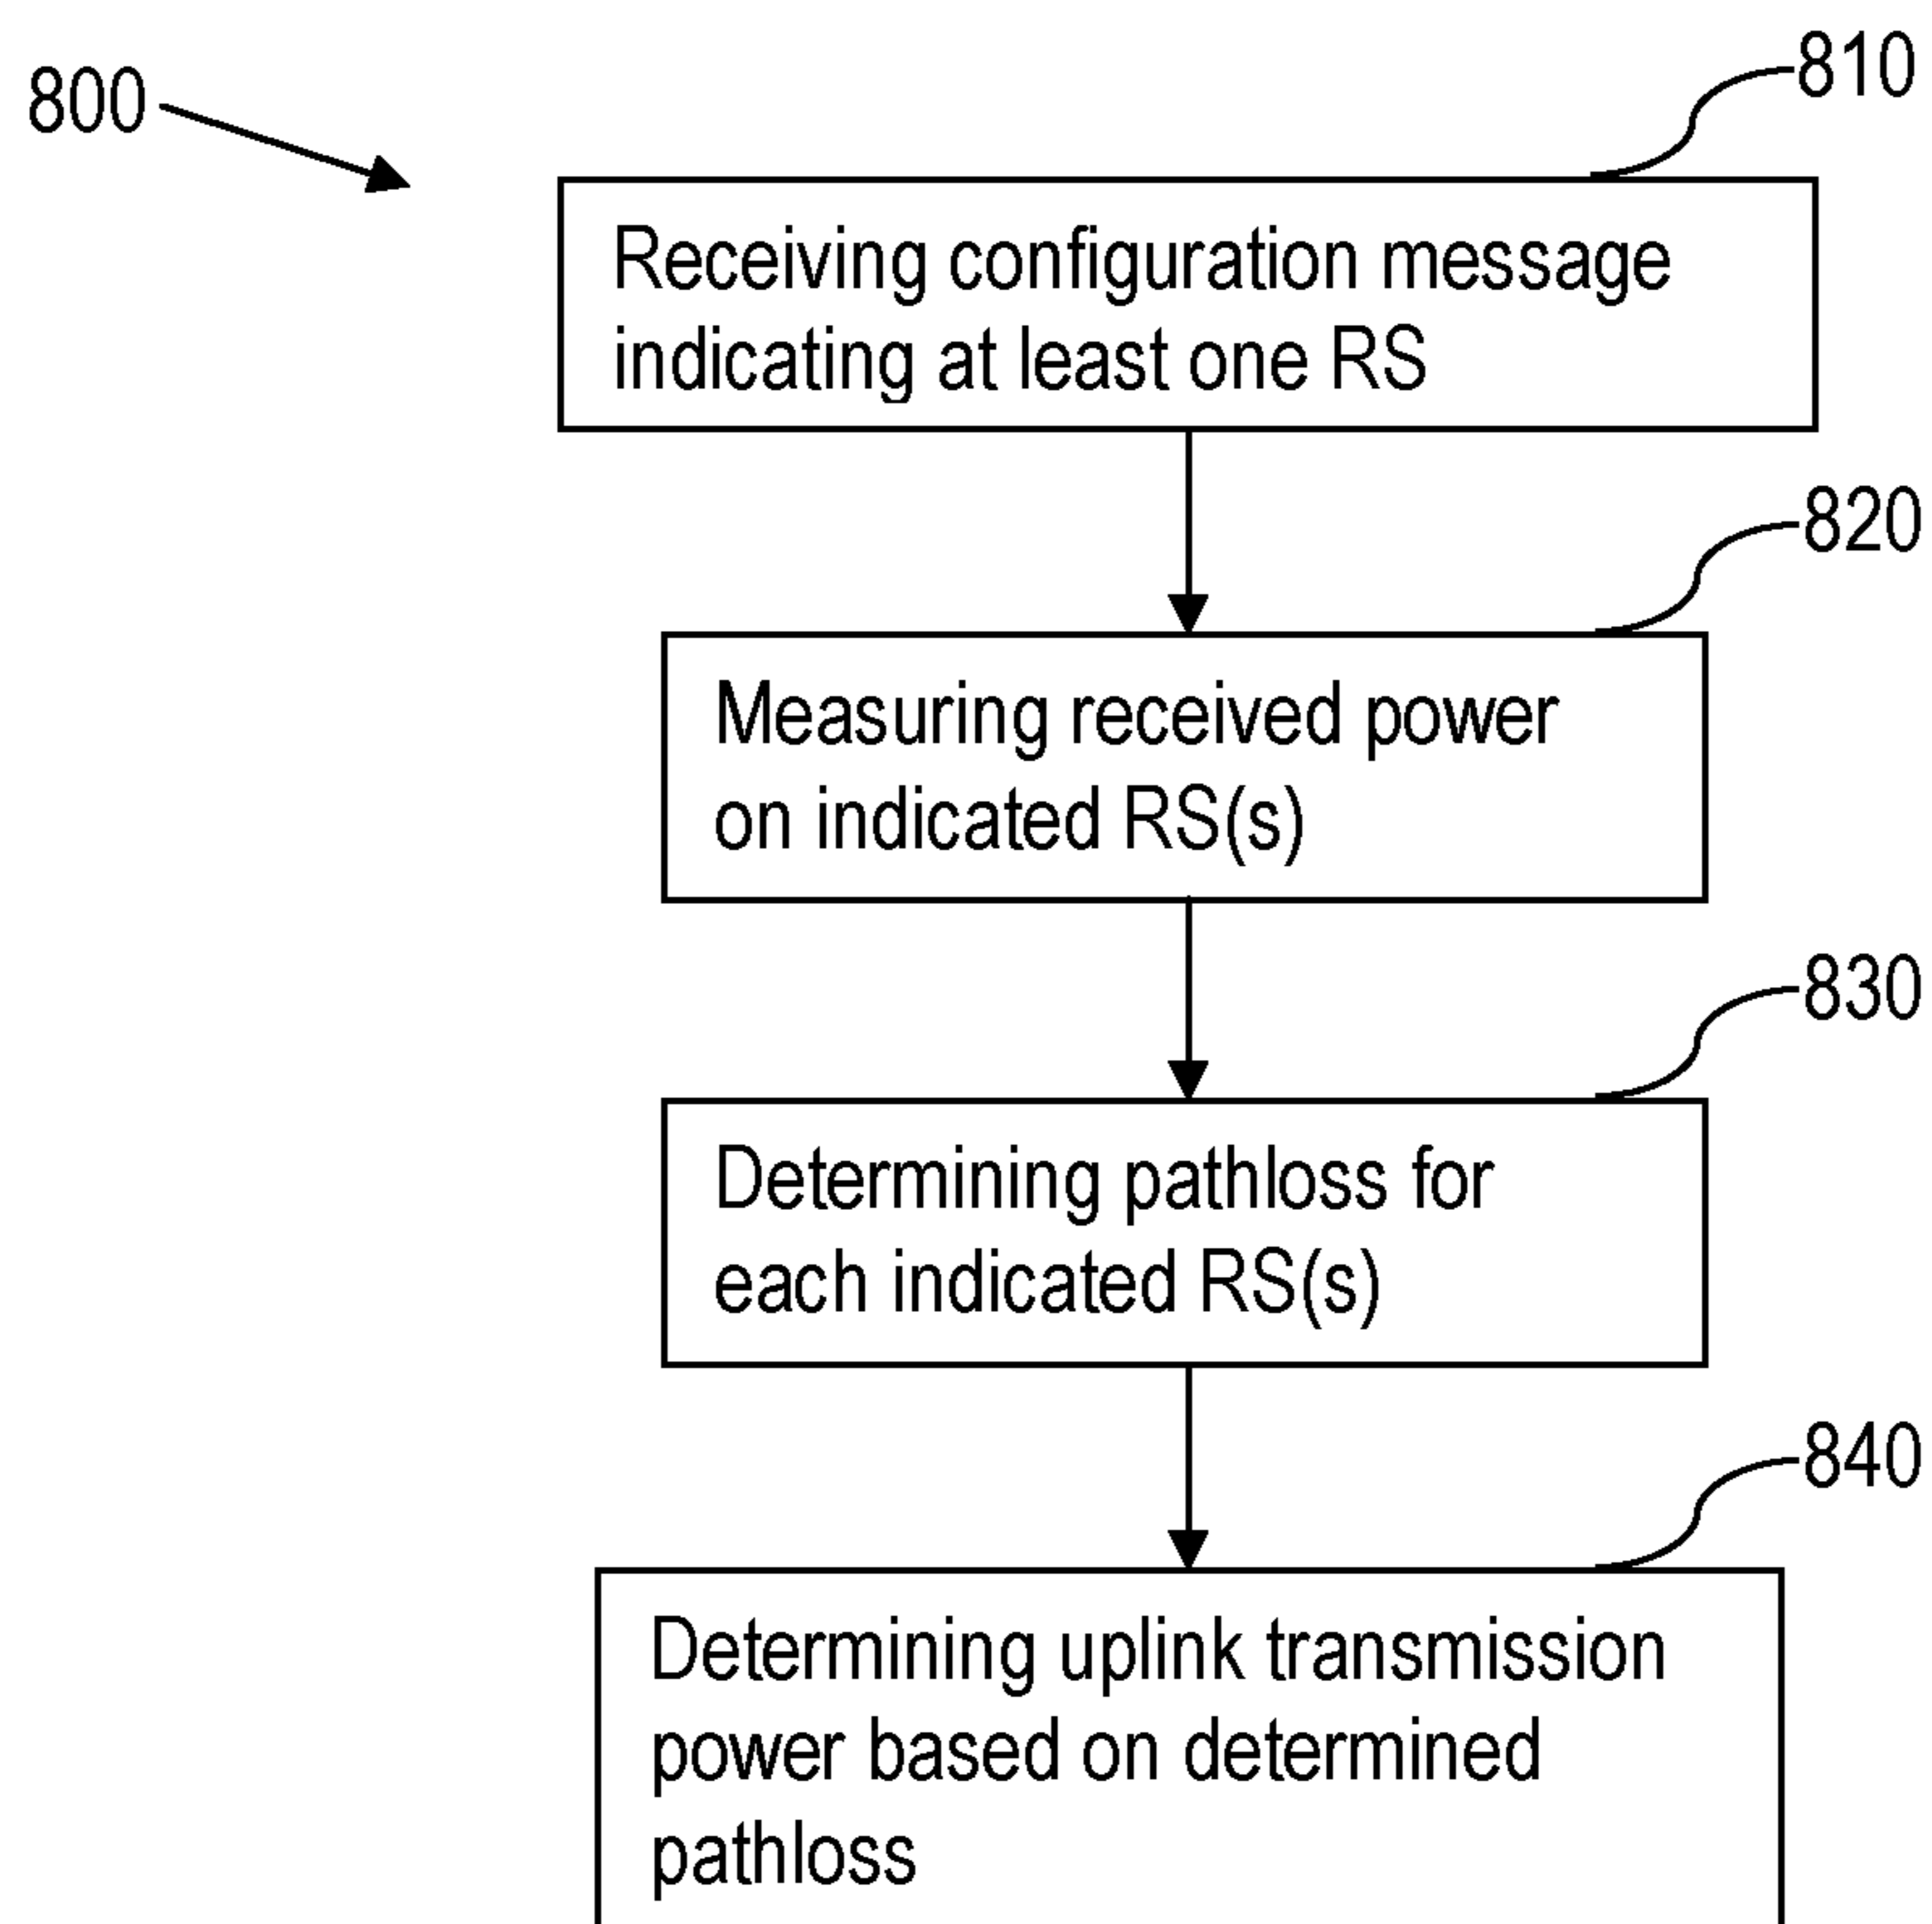 800
810
Receiving configuration message
indicating at least one RS
820
Measuring received power
on indicated RS(s)
830
Determining pathloss for
each indicated RS(s)
840
Determining uplink transmission
power based on determined
pathloss